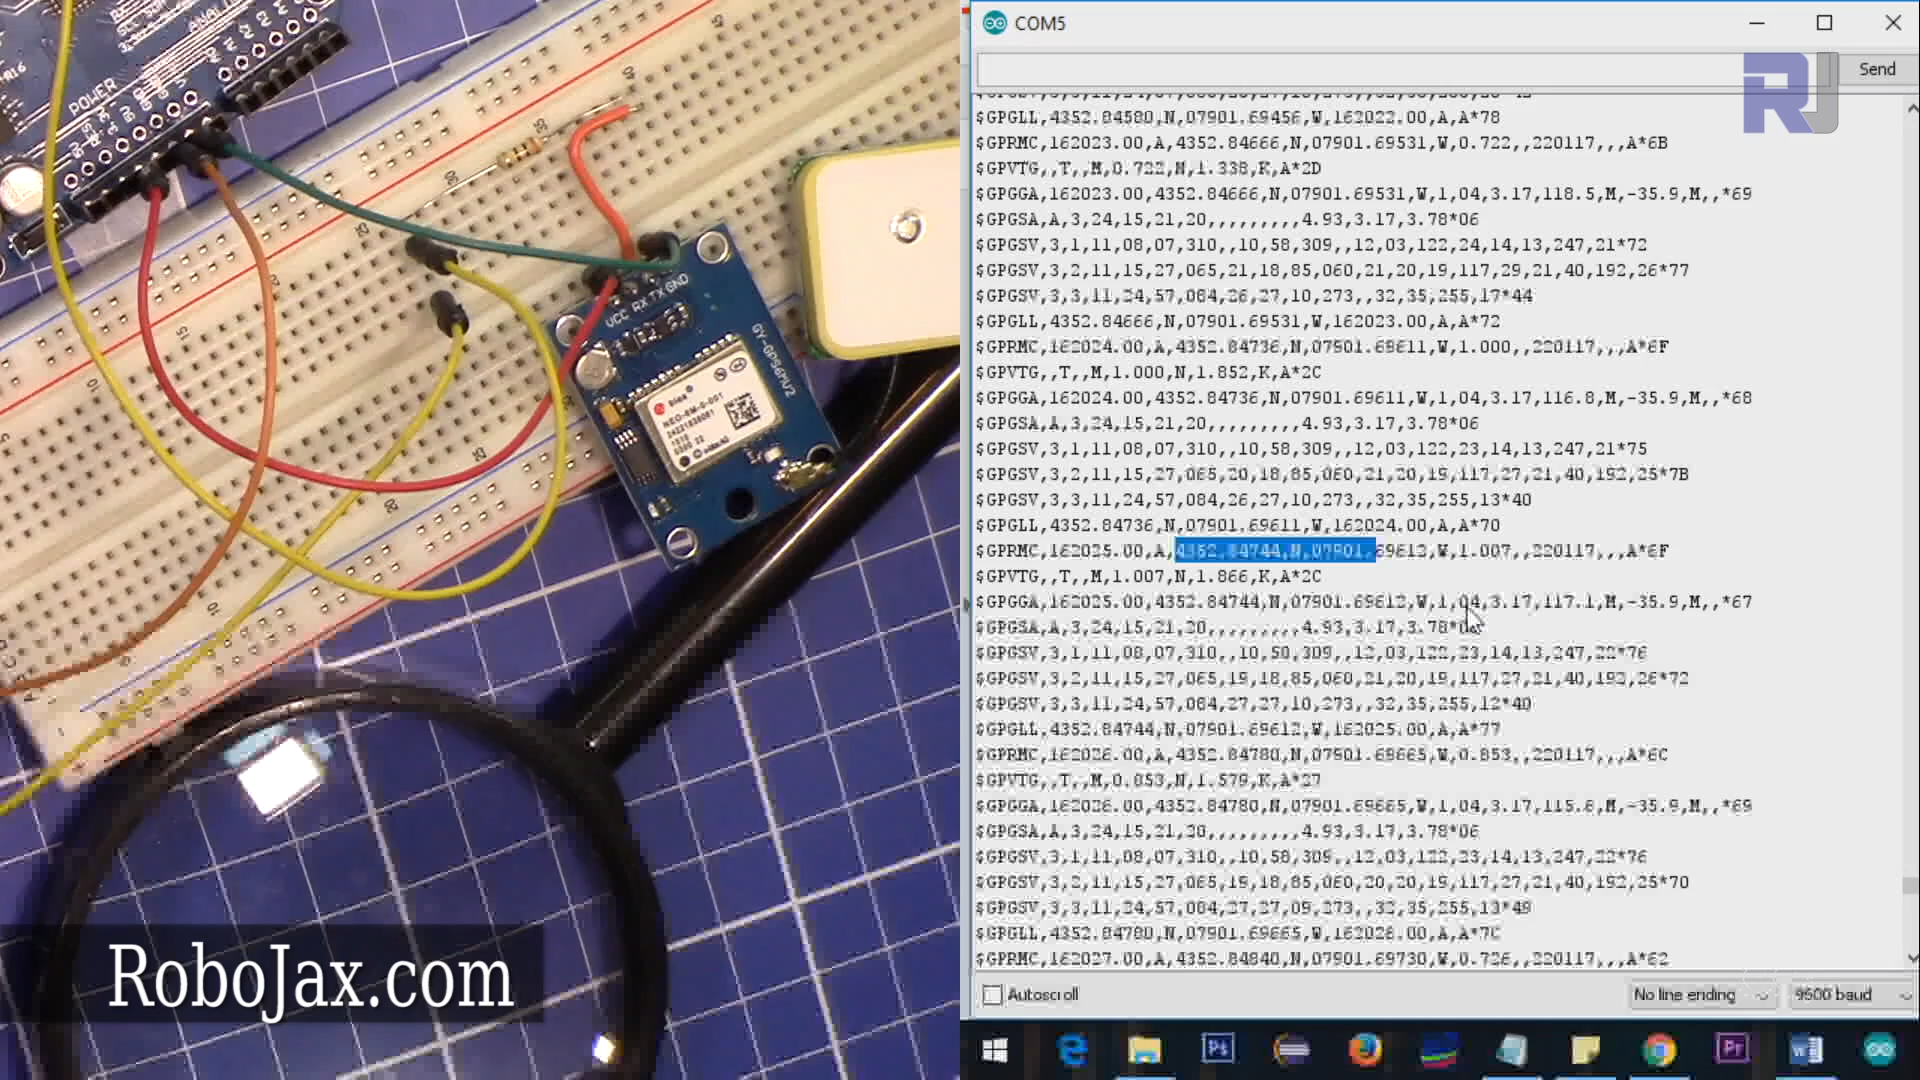 POWER
VCC RX TX GND
GY-GPS6MV2
NEO-6M-0-001
RoboJax.com
COM5
Send
RJ
$GPGLL,4352.84580,N,07901.69456,W,162022.00,A,A*78
$GPRMC,162023.00,A,4352.84666,N,07901.69531,W,0.722,,220117,,,A*6B
$GPVTG,,T,,M,0.722,N,1.338,K,A*2D
$GPGGA,162023.00,4352.84666,N,07901.69531,W,1,04,3.17,118.5,M,-35.9,M,,*69
$GPGSA,A,3,24,15,21,20,,,,,,,,,4.93,3.17,3.78*06
$GPGSV,3,1,11,08,07,310,,10,58,309,,12,03,122,24,14,13,247,21*72
$GPGSV,3,2,11,15,27,065,21,18,85,060,21,20,19,117,29,21,40,192,26*77
$GPGSV,3,3,11,24,57,084,26,27,10,273,,32,35,255,17*44
$GPGLL,4352.84666,N,07901.69531,W,162023.00,A,A*72
$GPRMC,162024.00,A,4352.84736,N,07901.69611,W,1.000,,220117,,,A*6F
$GPVTG,,T,,M,1.000,N,1.852,K,A*2C
$GPGGA,162024.00,4352.84736,N,07901.69611,W,1,04,3.17,116.8,M,-35.9,M,,*68
$GPGSA,A,3,24,15,21,20,,,,,,,,,4.93,3.17,3.78*06
$GPGSV,3,1,11,08,07,310,,10,58,309,,12,03,122,24,14,13,247,21*75
$GPGSV,3,2,11,15,27,065,20,18,85,060,21,20,19,117,27,21,40,192,25*7B
$GPGSV,3,3,11,24,57,084,26,27,10,273,,32,35,255,13*40
$GPGLL,4352.84736,N,07901.69611,W,162024.00,A,A*70
$GPRMC,162025.00,A,4352.84744,N,07901.69612,W,1.007,,220117,,,A*6F
$GPVTG,,T,,M,1.007,N,1.866,K,A*2C
$GPGGA,162025.00,4352.84744,N,07901.69612,W,1,04,3.17,117.1,M,-35.9,M,,*67
$GPGSA,A,3,24,15,21,20,,,,,,,,,4.93,3.17,3.78*06
$GPGSV,3,1,11,08,07,310,,10,58,309,,12,03,122,23,14,13,247,22*76
$GPGSV,3,2,11,15,27,065,19,18,85,060,21,20,19,117,27,21,40,192,26*72
$GPGSV,3,3,11,24,57,084,27,27,10,273,,32,35,255,12*40
$GPGLL,4352.84744,N,07901.69612,W,162025.00,A,A*77
$GPRMC,162026.00,A,4352.84780,N,07901.69665,W,0.853,,220117,,,A*6C
$GPVTG,,T,,M,0.853,N,1.579,K,A*27
$GPGGA,162026.00,4352.84780,N,07901.69665,W,1,04,3.17,115.6,M,-35.9,M,,*69
$GPGSA,A,3,24,15,21,20,,,,,,,,,4.93,3.17,3.78*06
$GPGSV,3,1,11,08,07,310,,10,58,309,,12,03,122,23,14,13,247,22*76
$GPGSV,3,2,11,15,27,065,19,18,85,060,20,20,19,117,27,21,40,192,25*70
$GPGSV,3,3,11,24,57,084,27,27,09,273,,32,35,255,13*49
$GPGLL,4352.84780,N,07901.69665,W,162026.00,A,A*7C
$GPRMC,162027.00,A,4352.84840,N,07901.69730,W,0.726,,220117,,,A*62
Autoscroll
No line ending
9600 baud
Ps
Pr
W